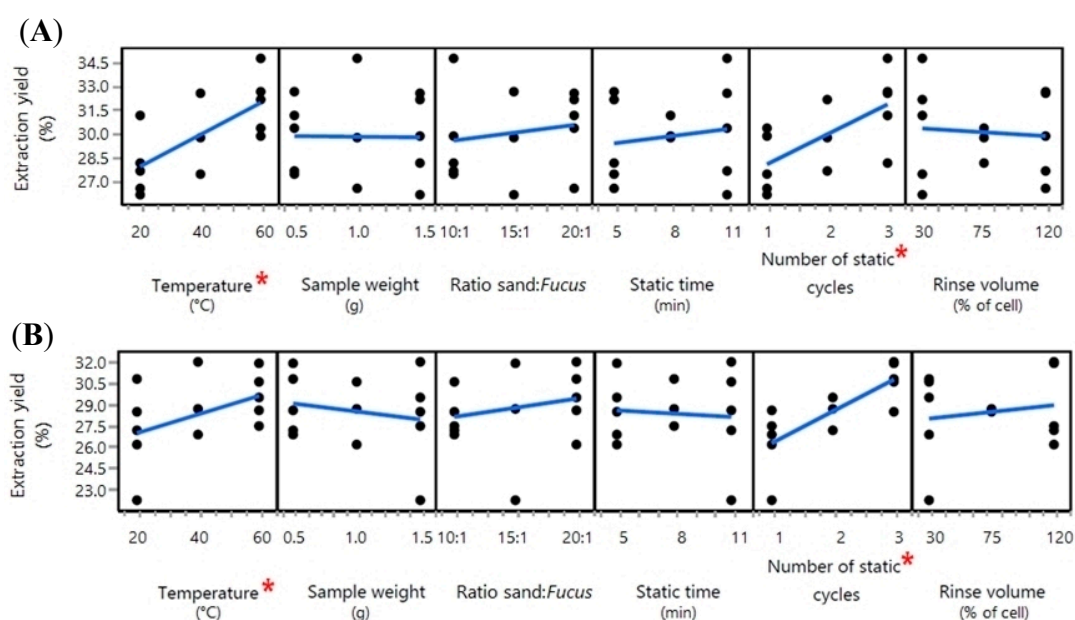 (A)
Extraction yield
(%)
34.5
33.0
31.5
30.0
28.5
27.0
20 40 60 0.5 1.0 1.5 10:1 15:1 20:1 5 8 11 1 2 3 30 75 120
Temperature * Sample weight Ratio sand:Fucus Static time Number of static * Rinse volume
(°C) (g) (min) cycles (% of cell)
(B)
Extraction yield
(%)
32.0
30.5
29.0
27.5
26.0
24.5
23.0
20 40 60 0.5 1.0 1.5 10:1 15:1 20:1 5 8 11 1 2 3 30 75 120
Temperature * Sample weight Ratio sand:Fucus Static time Number of static * Rinse volume
(°C) (g) (min) cycles (% of cell)